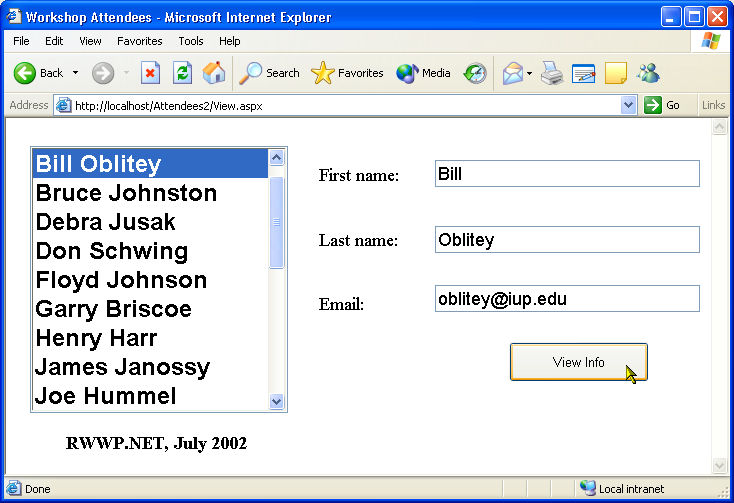 Workshop Attendees - Microsoft Internet Explorer
File Edit View Favorites Tools Help
Back Search Favorites Media
Address http://localhost/Attendees2/View.aspx Go Links
Bill Oblitey
Bruce Johnston
Debra Jusak
Don Schwing
Floyd Johnson
Garry Briscoe
Henry Harr
James Janossy
Joe Hummel
First name: Bill
Last name: Oblitey
Email: oblitey@iup.edu
View Info
RWWP.NET, July 2002
Done Local intranet